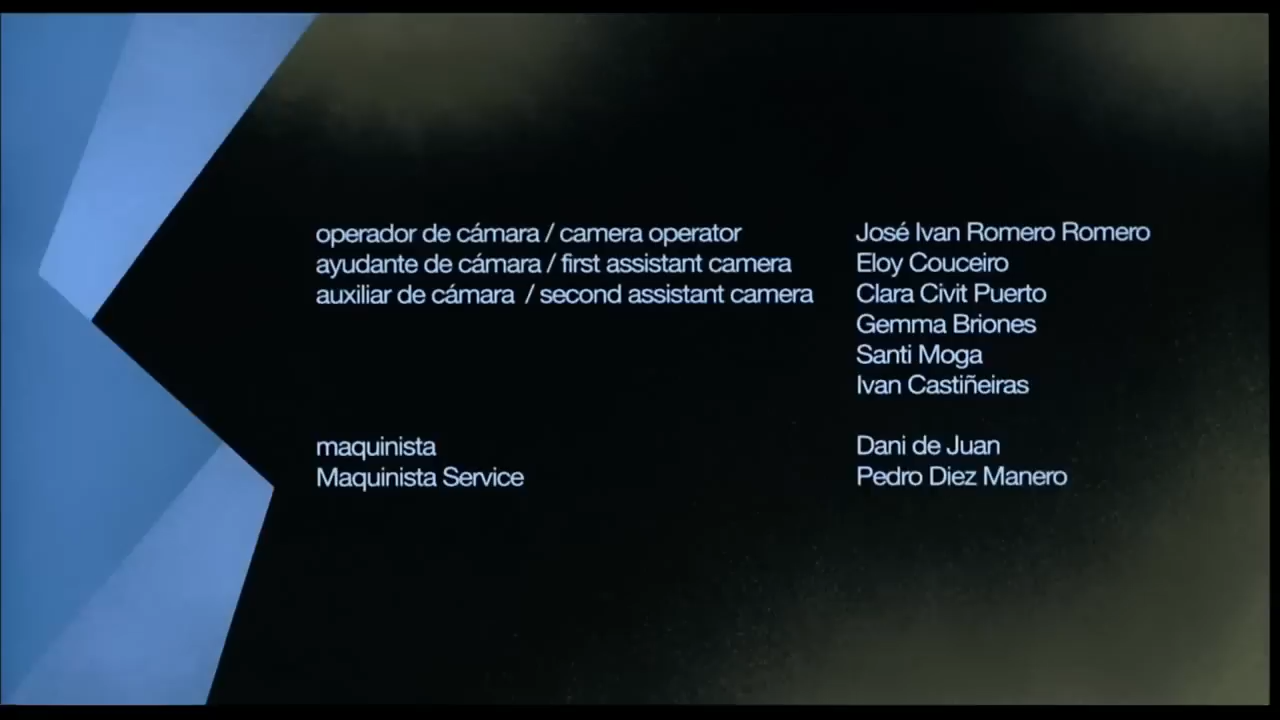 operador de cámara / camera operator José Ivan Romero Romero
ayudante de cámara / first assistant camera Eloy Couceiro
auxiliar de cámara / second assistant camera Clara Civit Puerto
Gemma Briones
Santi Moga
Ivan Castiñeiras
maquinista Dani de Juan
Maquinista Service Pedro Diez Manero